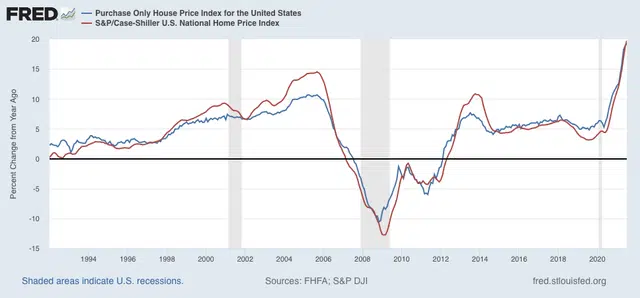 FRED
Purchase Only House Price Index for the United States
S&P/Case-Shiller U.S. National Home Price Index
Percent Change from Year Ago
20
15
10
5
0
-5
-10
-15
1994 1996 1998 2000 2002 2004 2006 2008 2010 2012 2014 2016 2018 2020
Shaded areas indicate U.S. recessions. Sources: FHFA; S&P DJI fred.stlouisfed.org